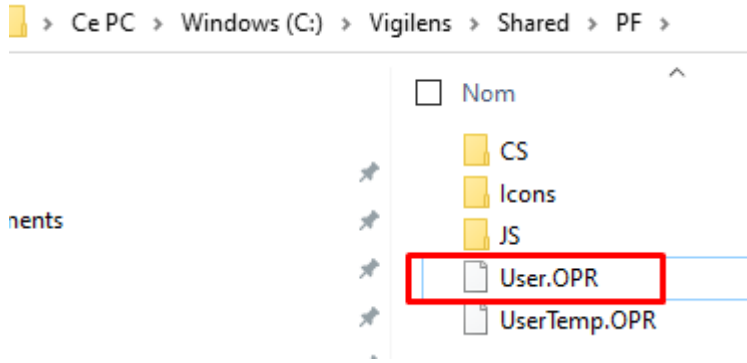 Ce PC > Windows (C:) > Vigilens > Shared > PF >
Nom
CS
Icons
nents
JS
User.OPR
UserTemp.OPR